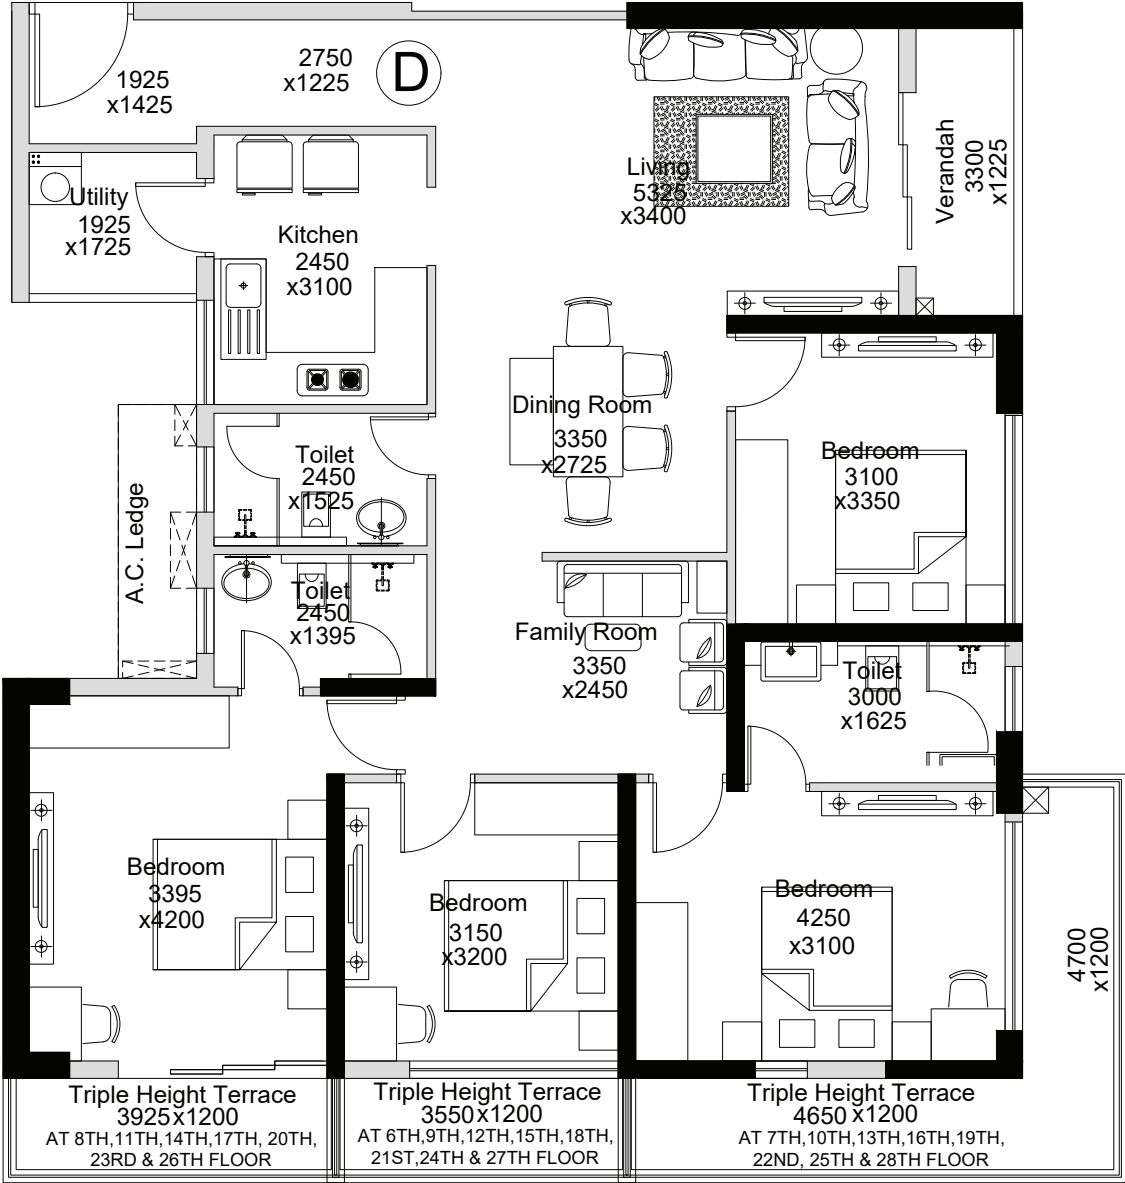 1925
x1425
2750
x1225
D
Living
5325
x3400
Verandah
3300
x1225
Utility
1925
x1725
Kitchen
2450
x3100
Dining Room
3350
x2725
Bedroom
3100
x3350
Toilet
2450
x1525
A.C. Ledge
Toilet
2450
x1395
Family Room
3350
x2450
Toilet
3000
x1625
Bedroom
3395
x4200
Bedroom
3150
x3200
Bedroom
4250
x3100
4700
x1200
Triple Height Terrace
3925x1200
AT 8TH,11TH,14TH,17TH, 20TH,
23RD & 26TH FLOOR
Triple Height Terrace
3550x1200
AT 6TH,9TH,12TH,15TH,18TH,
21ST,24TH & 27TH FLOOR
Triple Height Terrace
4650 x1200
AT 7TH,10TH,13TH,16TH,19TH,
22ND, 25TH & 28TH FLOOR